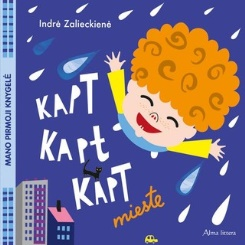 Indrė Zalieckienė
KAPT
KAPt
KAPT
mieste
MANO PIRMOJI KNYGELĖ
Alma littera